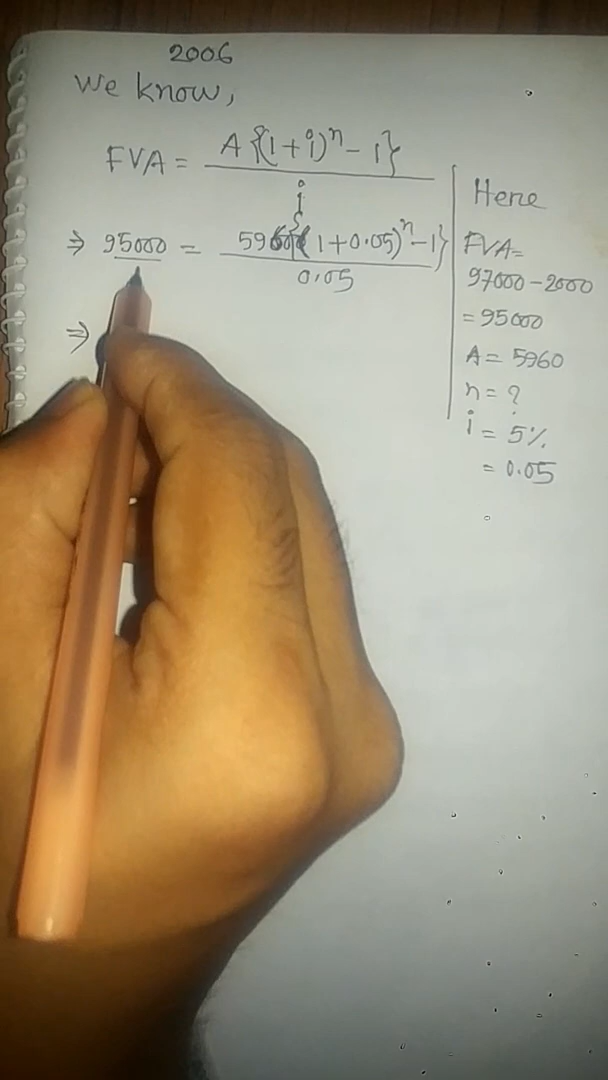 2006
We know,
FVA = A{(1+i)^n - 1}
i
⇒ 95000 = 5960{(1+0.05)^n - 1}
0.05
⇒
Here
FVA =
97000 - 2000
= 95000
A = 5960
n = ?
i = 5%
= 0.05